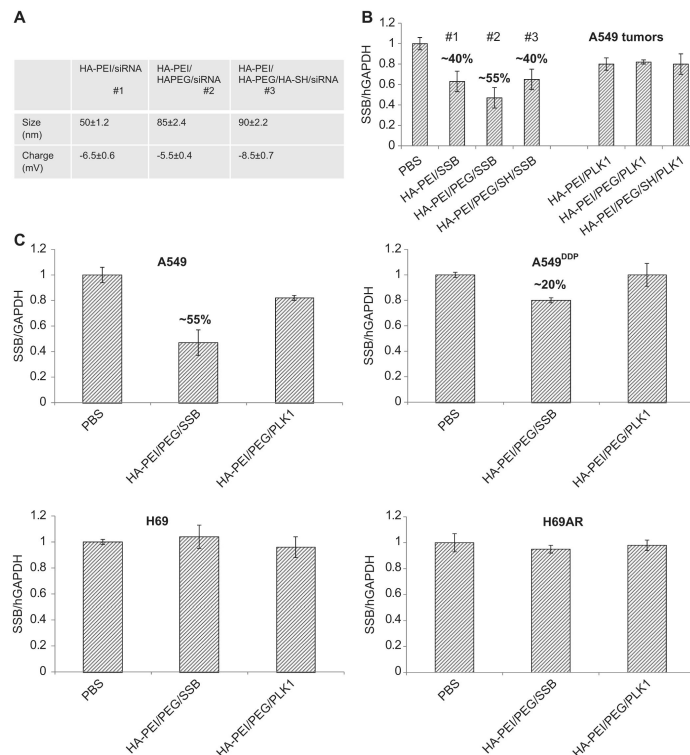 A
HA-PEI/siRNA
#1
HA-PEI/
HAPEG/siRNA
#2
HA-PEI/
HA-PEG/HA-SH/siRNA
#3
Size
(nm)
50±1.2
85±2.4
90±2.2
Charge
(mV)
-6.5±0.6
-5.5±0.4
-8.5±0.7
B
SSB/hGAPDH
1.2
1
0.8
0.6
0.4
0.2
0
#1
#2
#3
A549 tumors
~40%
~55%
~40%
PBS
HA-PEI/SSB
HA-PEI/PEG/SSB
HA-PEI/PEG/SH/SSB
HA-PEI/PLK1
HA-PEI/PEG/PLK1
HA-PEI/PEG/SH/PLK1
C
A549
SSB/GAPDH
1.2
1
0.8
0.6
0.4
0.2
0
~55%
PBS
HA-PEI/PEG/SSB
HA-PEI/PEG/PLK1
A549DDP
SSB/hGAPDH
1.2
1
0.8
0.6
0.4
0.2
0
~20%
PBS
HA-PEI/PEG/SSB
HA-PEI/PEG/PLK1
H69
SSB/hGAPDH
1.2
1
0.8
0.6
0.4
0.2
0
PBS
HA-PEI/PEG/SSB
HA-PEI/PEG/PLK1
H69AR
SSB/hGAPDH
1.2
1
0.8
0.6
0.4
0.2
0
PBS
HA-PEI/PEG/SSB
HA-PEI/PEG/PLK1